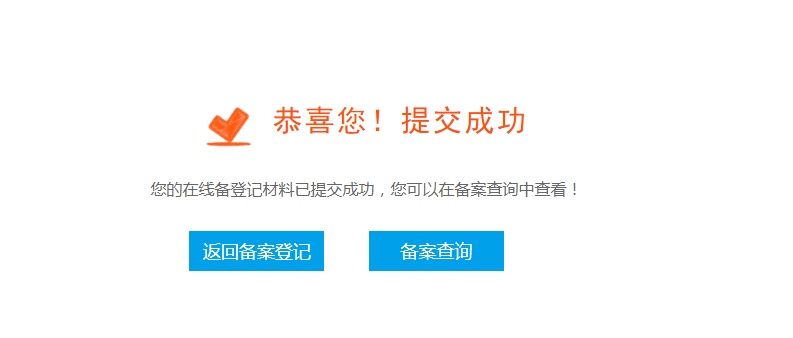 恭喜您！提交成功
您的在线备登记材料已提交成功，您可以在备案查询中查看！
返回备案登记
备案查询